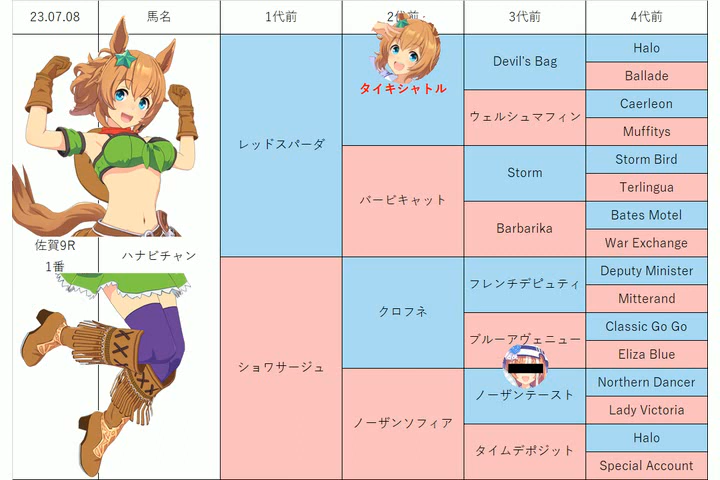 23.07.08 馬名 1代前 2代前 3代前 4代前
佐賀9R
1番
ハナビチャン
レッドスパーダ
ショワサージュ
タイキシャトル
バービキャット
クロフネ
ノーザンソフィア
Devil's Bag
ウェルシュマフィン
Storm
Barbarika
フレンチデピュティ
ブルーアヴェニュー
ノーザンテースト
タイムデポジット
Halo
Ballade
Caerleon
Muffitys
Storm Bird
Terlingua
Bates Motel
War Exchange
Deputy Minister
Mitterand
Classic Go Go
Eliza Blue
Northern Dancer
Lady Victoria
Halo
Special Account